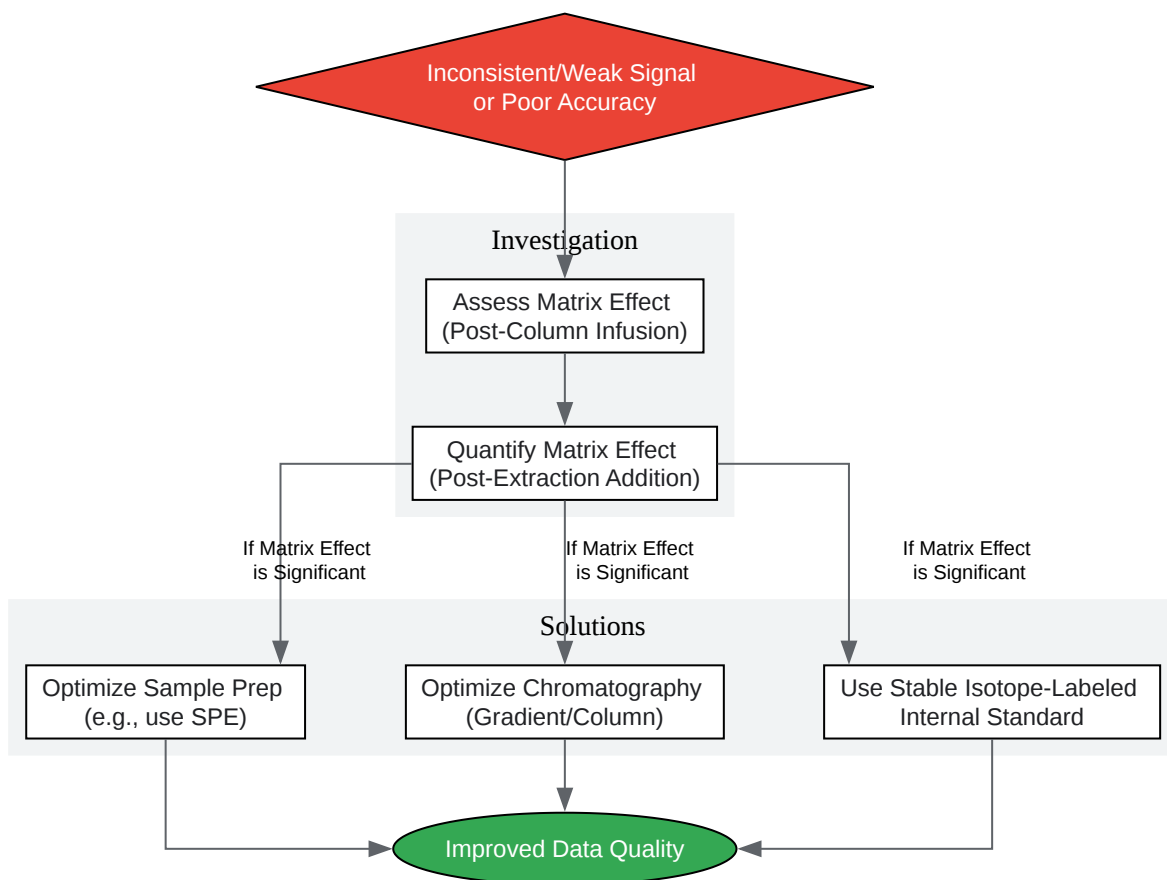 Inconsistent/Weak Signal
or Poor Accuracy
Investigation
Assess Matrix Effect
(Post-Column Infusion)
Quantify Matrix Effect
(Post-Extraction Addition)
If Matrix Effect
is Significant
If Matrix Effect
is Significant
If Matrix Effect
is Significant
Solutions
Optimize Sample Prep
(e.g., use SPE)
Optimize Chromatography
(Gradient/Column)
Use Stable Isotope-Labeled
Internal Standard
Improved Data Quality